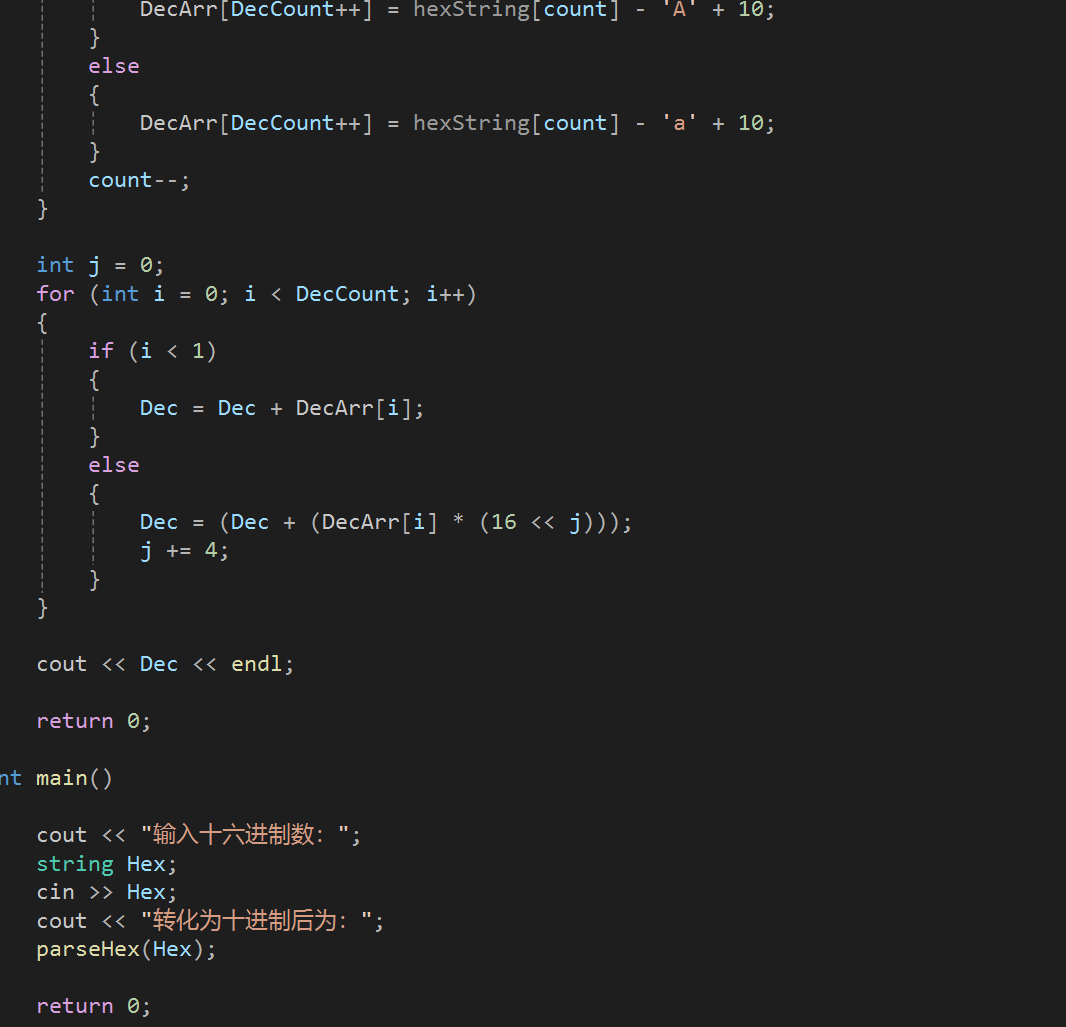 DecArr[DecCount++] = hexString[count] - 'A' + 10;
}
else
{
DecArr[DecCount++] = hexString[count] - 'a' + 10;
}
count--;
}
int j = 0;
for (int i = 0; i < DecCount; i++)
{
if (i < 1)
{
Dec = Dec + DecArr[i];
}
else
{
Dec = (Dec + (DecArr[i] * (16 << j)));
j += 4;
}
}
cout << Dec << endl;
return 0;
nt main()
cout << "输入十六进制数：";
string Hex;
cin >> Hex;
cout << "转化为十进制后为：";
parseHex(Hex);
return 0;